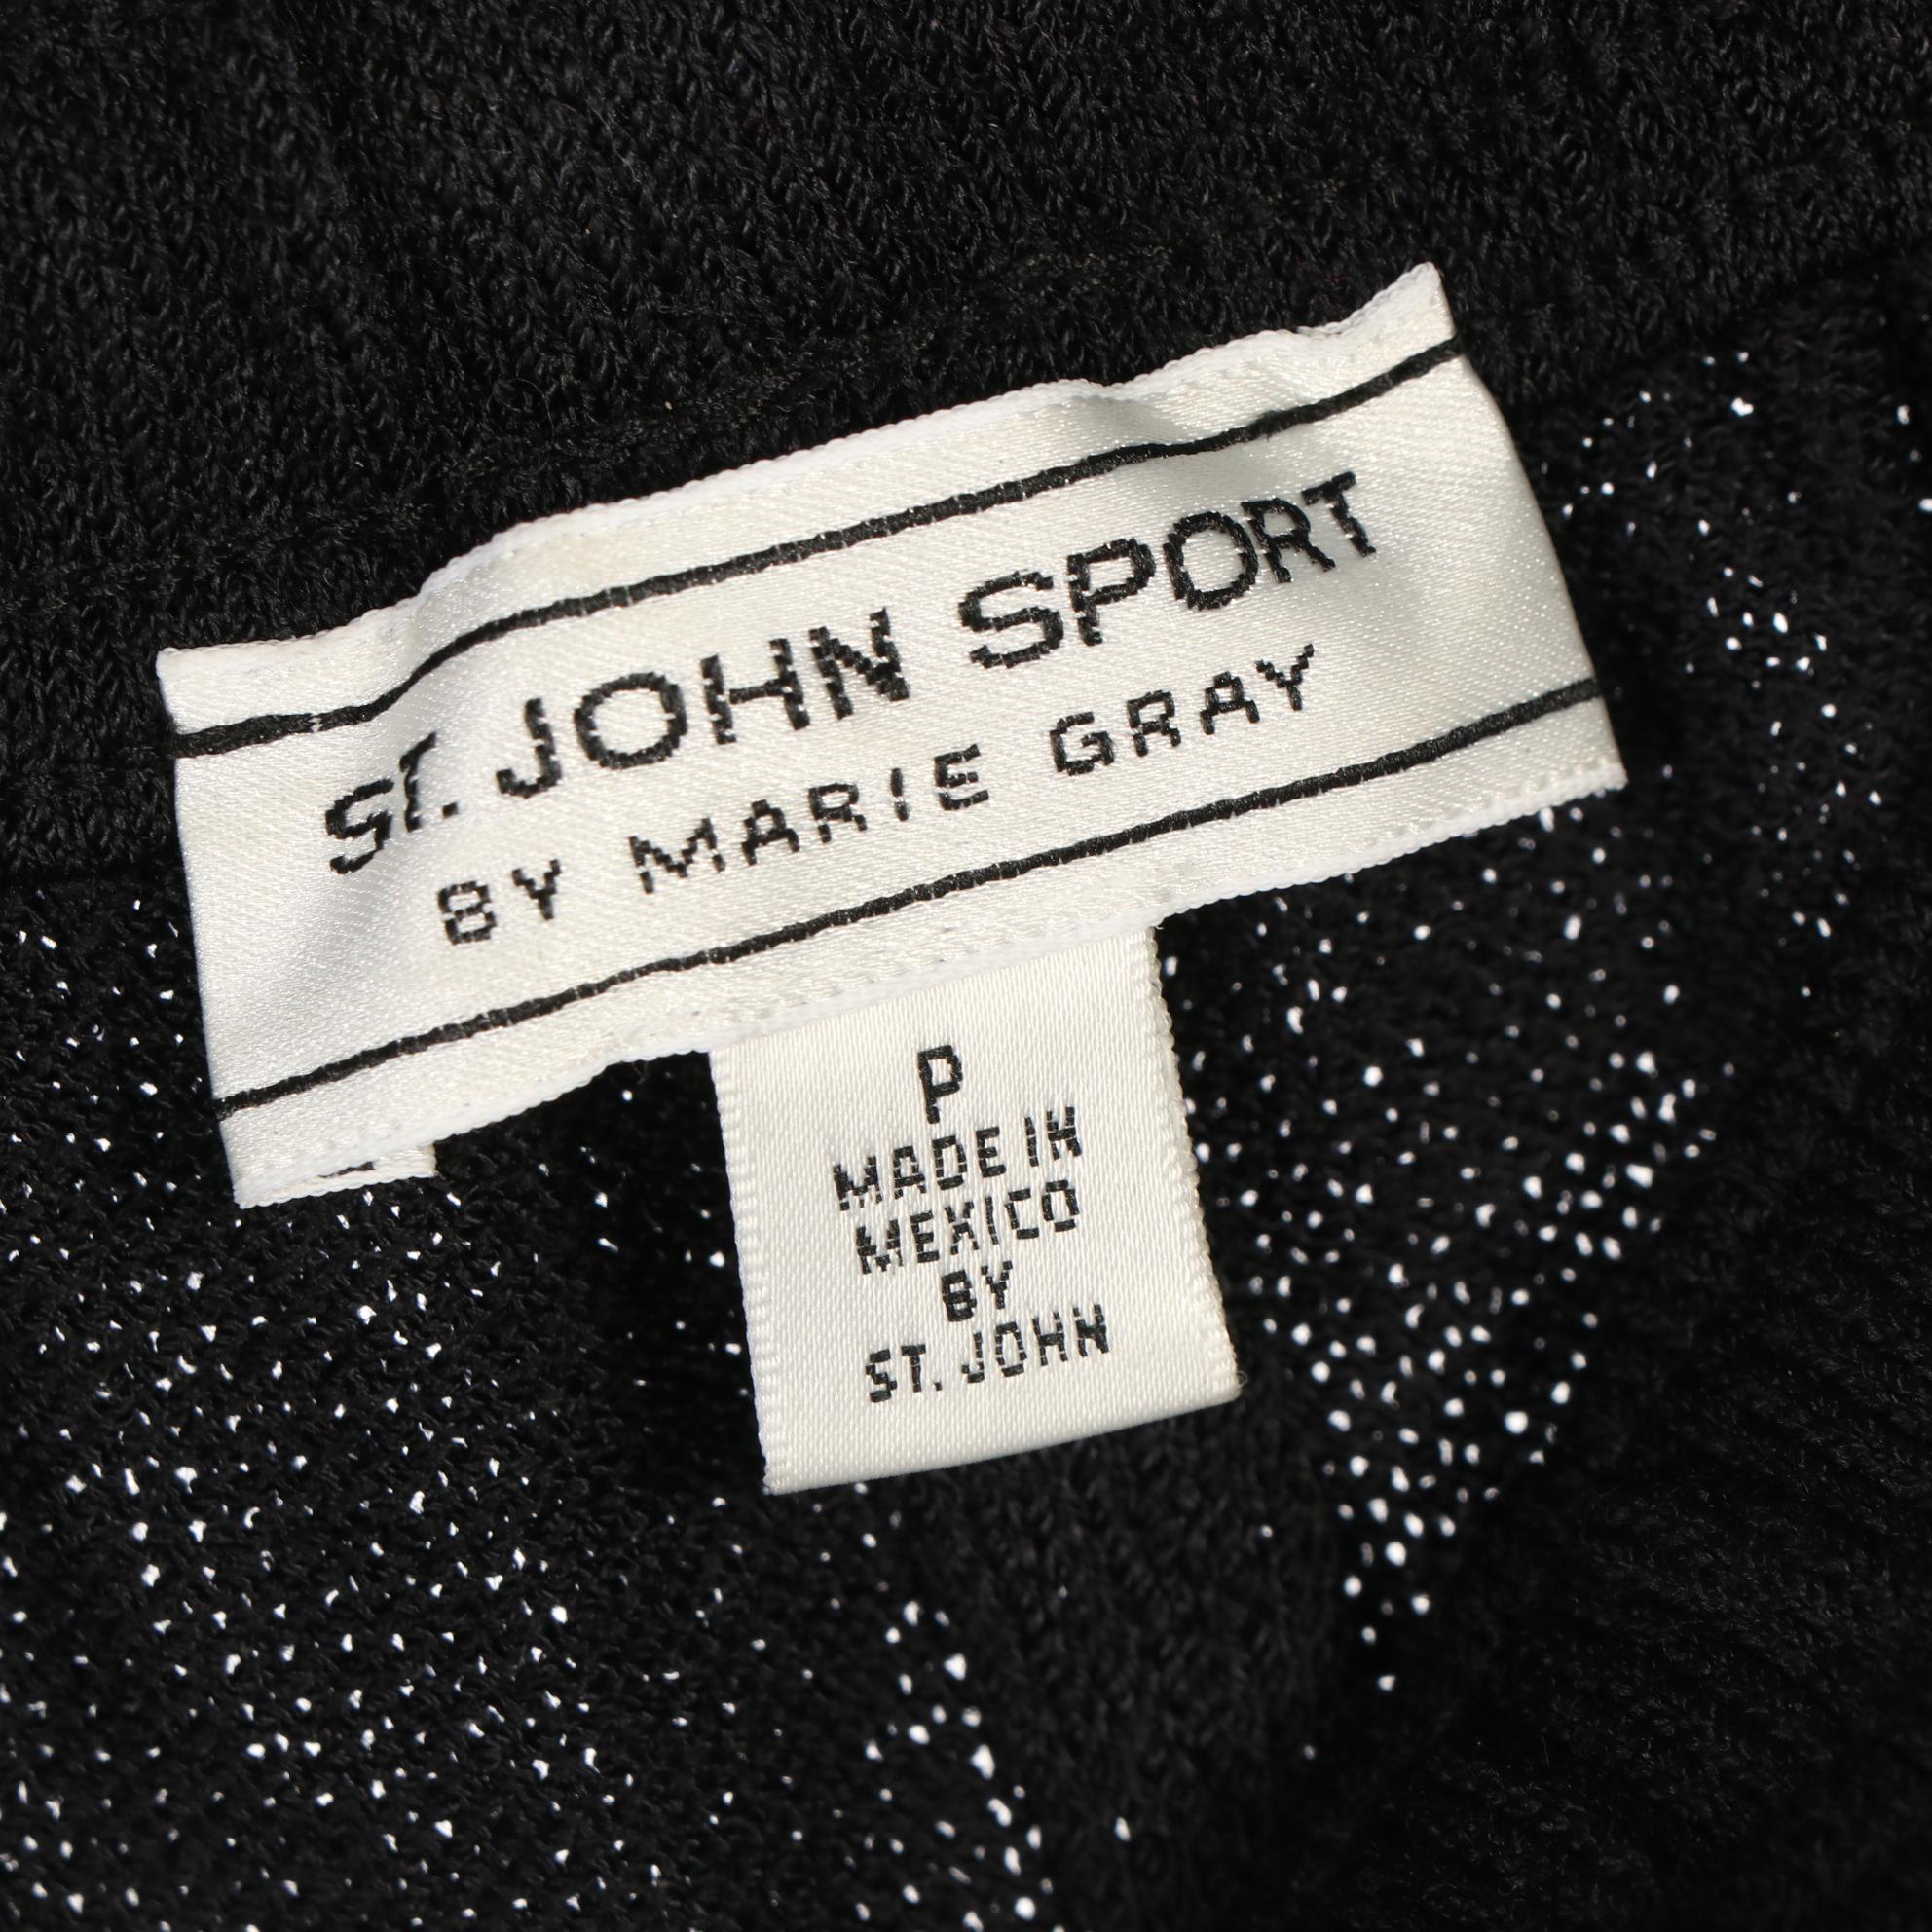 ST. JOHN SPORT
BY MARIE GRAY
P
MADE IN
MEXICO
BY
ST. JOHN